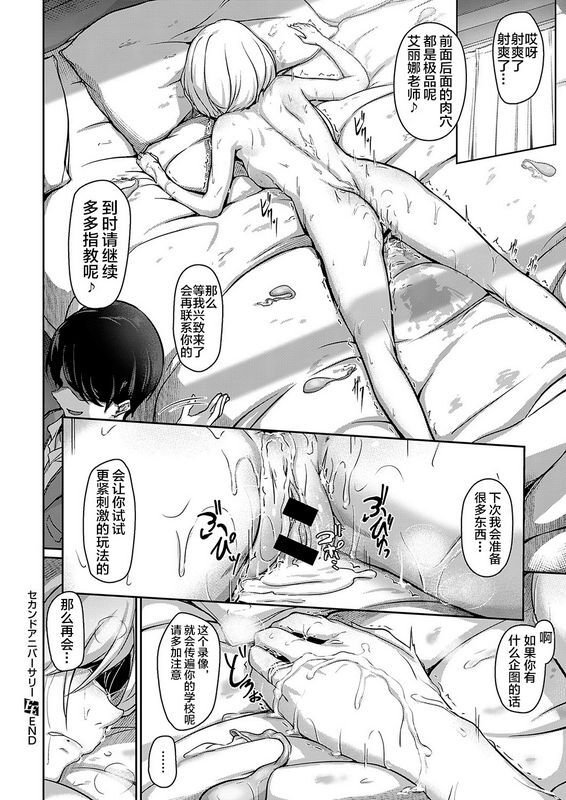 哎呀
射爽了
射爽了…
前面后面的肉穴
都是极品呢
艾丽娜老师♪
那么
等我兴致来了
会再联系你的
到时请继续
多多指教呢♪
下次我会准备
很多东西…
会让你试试
更紧刺激的玩法的
啊
如果你有
什么企图的话
这个录像,
就会传遍你的学校呢
请多加注意
那么再会…
セカンドアニバーサリー
END